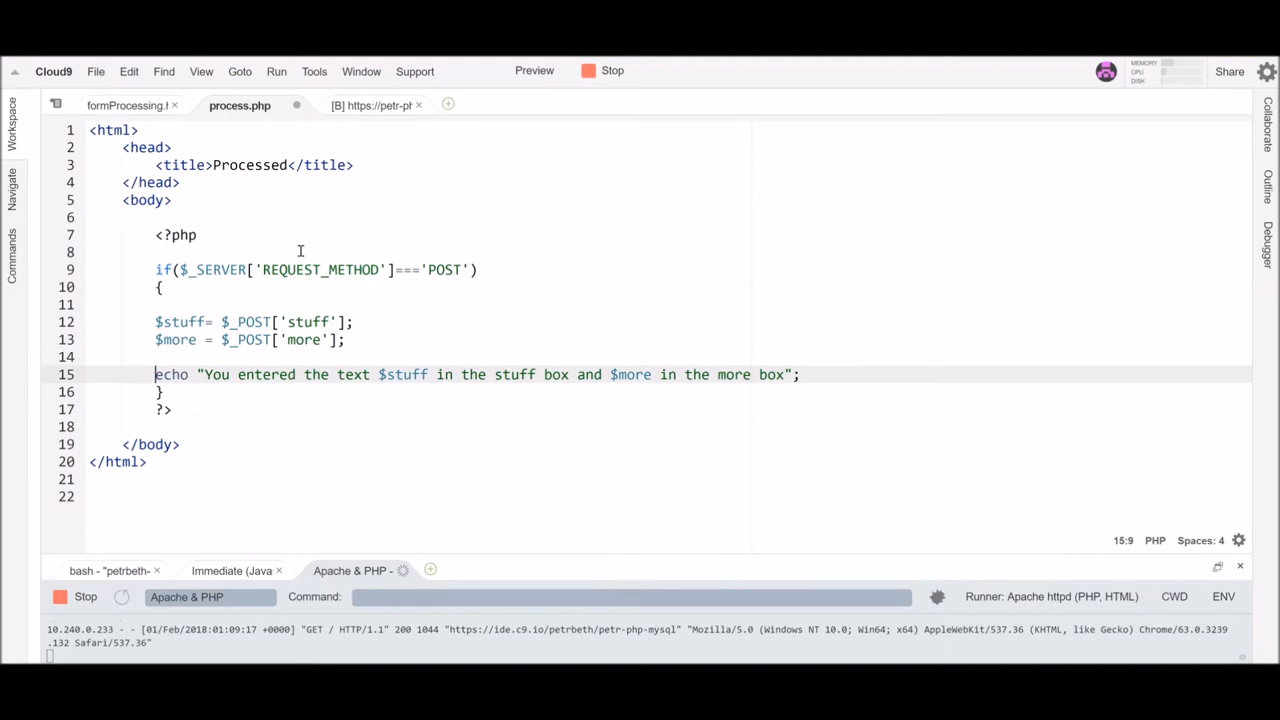 Cloud9 File Edit Find View Goto Run Tools Window Support Preview Stop MEMORY CPU DISK Share
Workspace
Navigate
Commands
formProcessing.h process.php [B] https://petr-ph
1 <html>
2 <head>
3 <title>Processed</title>
4 </head>
5 <body>
6
7 <?php
8
9 if($_SERVER['REQUEST_METHOD']==='POST')
10 {
11
12 $stuff= $_POST['stuff'];
13 $more = $_POST['more'];
14
15 echo "You entered the text $stuff in the stuff box and $more in the more box";
16 }
17 ?>
18
19 </body>
20 </html>
21
22
15:9 PHP Spaces: 4
Collaborate
Outline
Debugger
bash - "petrbeth- Immediate (Java Apache & PHP -
Stop Apache & PHP Command: Runner: Apache httpd (PHP, HTML) CWD ENV
10.240.0.233 - - [01/Feb/2018:01:09:17 +0000] "GET / HTTP/1.1" 200 1044 "https://ide.c9.io/petrbeth/petr-php-mysql" "Mozilla/5.0 (Windows NT 10.0; Win64; x64) AppleWebKit/537.36 (KHTML, like Gecko) Chrome/63.0.3239
.132 Safari/537.36"